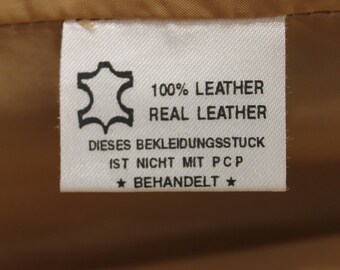 100% LEATHER
REAL LEATHER
DIESES BEKLEIDUNGSSTUCK
IST NICHT MIT PCP
★ BEHANDELT ★